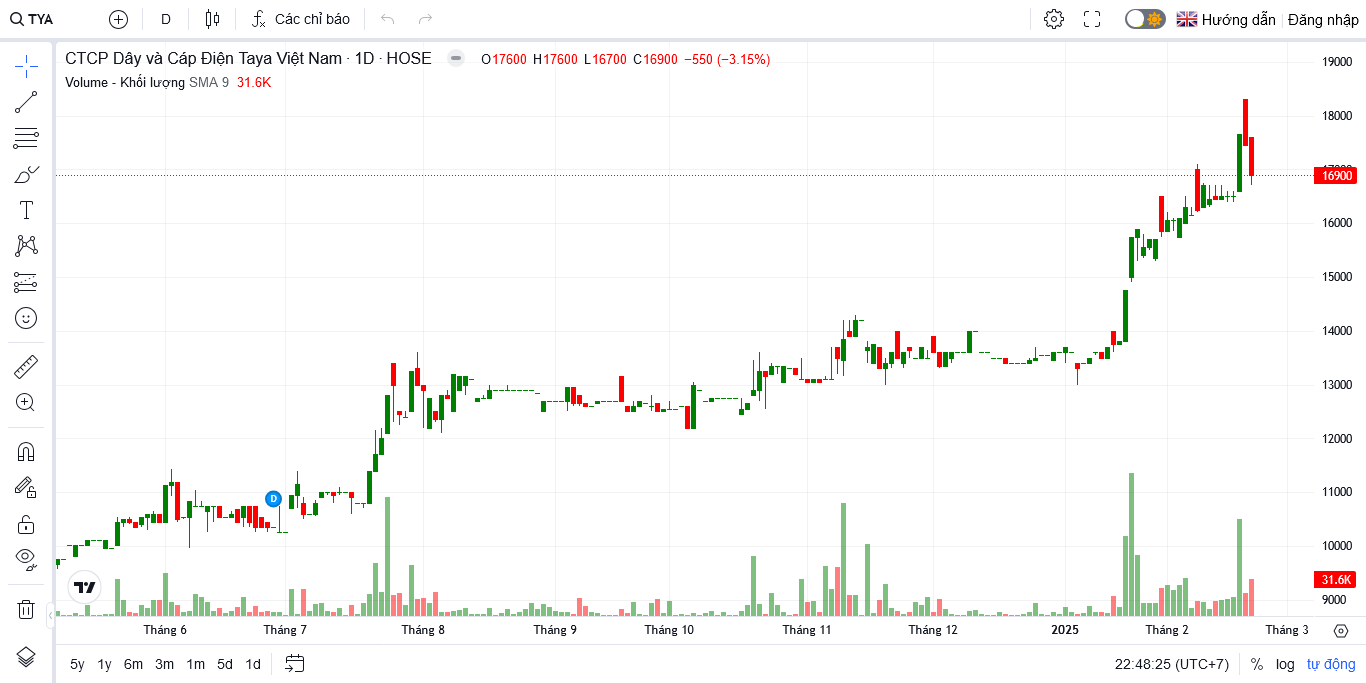 TYA D Các chỉ báo Hướng dẫn Đăng nhập
CTCP Dây và Cáp Điện Taya Việt Nam · 1D · HOSE O17600 H17600 L16700 C16900 −550 (−3.15%)
Volume - Khối lượng SMA 9 31.6K
19000
18000
16900
16000
15000
14000
13000
12000
11000
D
10000
31.6K
9000
Tháng 6 Tháng 7 Tháng 8 Tháng 9 Tháng 10 Tháng 11 Tháng 12 2025 Tháng 2 Tháng 3
5y 1y 6m 3m 1m 5d 1d 22:48:25 (UTC+7) % log tự động